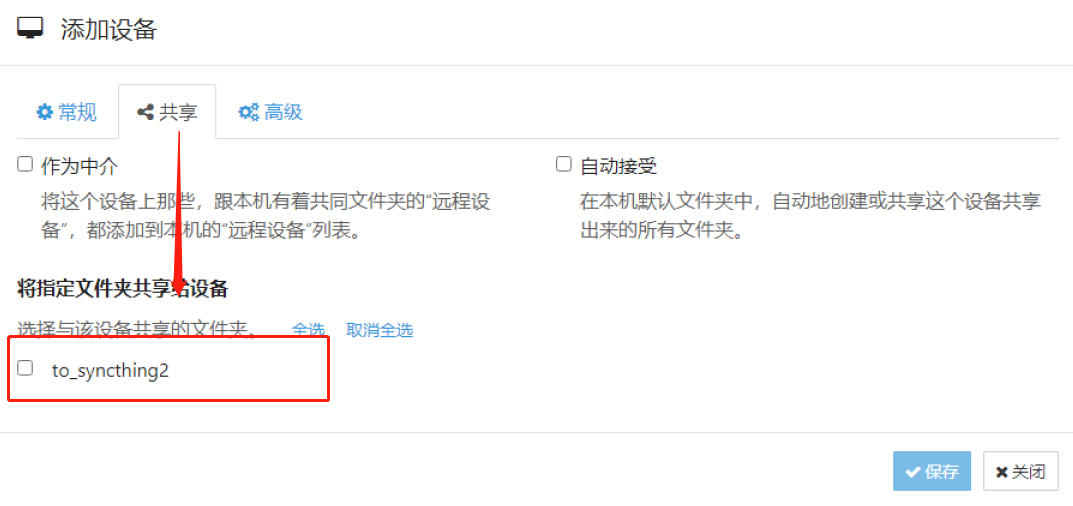 添加设备
常规 共享 高级
作为中介 自动接受
将这个设备上那些，跟本机有着共同文件夹的“远程设
备”，都添加到本机的“远程设备”列表。
在本机默认文件夹中，自动地创建或共享这个设备共享
出来的所有文件夹。
将指定文件夹共享给设备
选择与该设备共享的文件夹。 全选 取消全选
to_syncthing2
保存 关闭